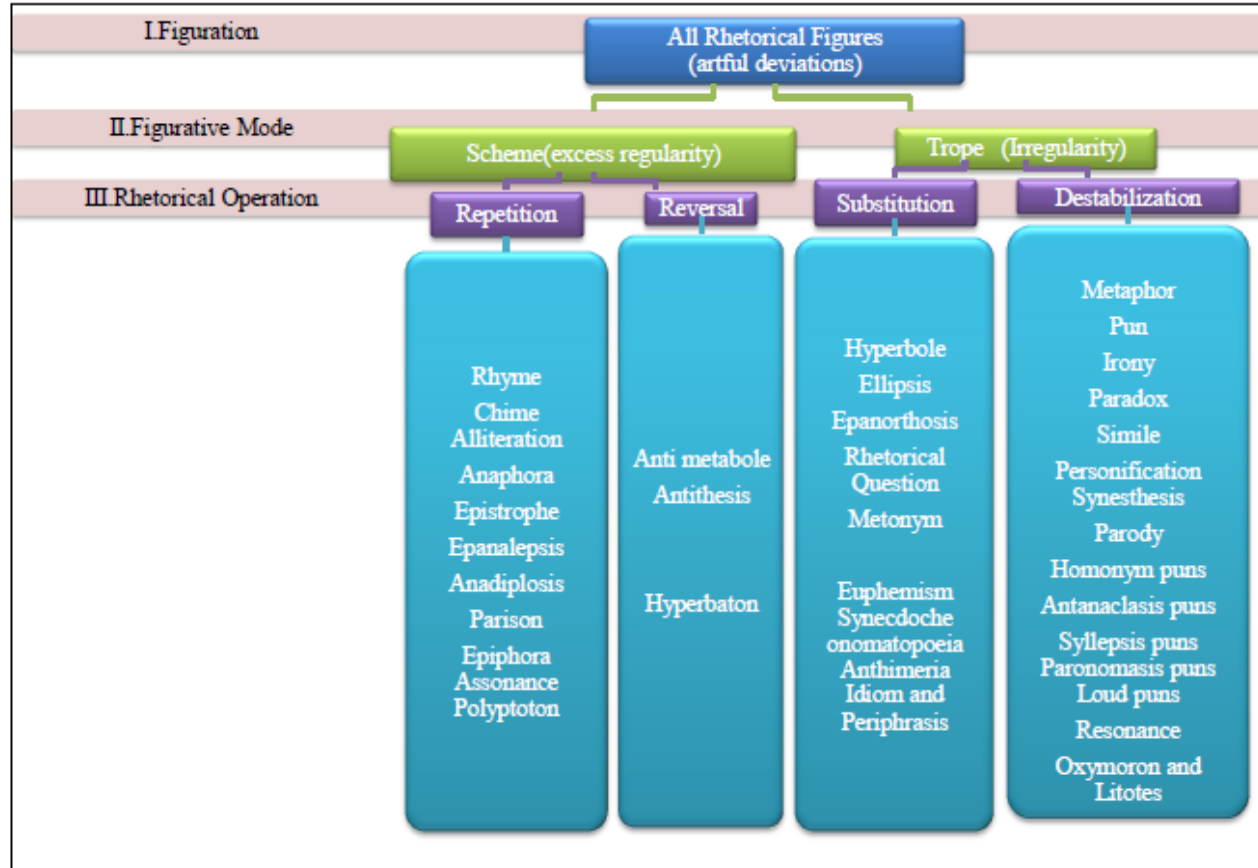 I.Figuration
All Rhetorical Figures
(artful deviations)
II.Figurative Mode
Scheme(excess regularity)
Trope (Irregularity)
III.Rhetorical Operation
Repetition
Reversal
Substitution
Destabilization
Rhyme
Chime
Alliteration
Anaphora
Epistrophe
Epanalepsis
Anadiplosis
Parison
Epiphora
Assonance
Polyptoton
Anti metabole
Antithesis
Hyperbaton
Hyperbole
Ellipsis
Epanorthosis
Rhetorical
Question
Metonym
Euphemism
Synecdoche
onomatopoeia
Anthimeria
Idiom and
Periphrasis
Metaphor
Pun
Irony
Paradox
Simile
Personification
Synesthesis
Parody
Homonym puns
Antanaclasis puns
Syllepsis puns
Paronomasis puns
Loud puns
Resonance
Oxymoron and
Litotes